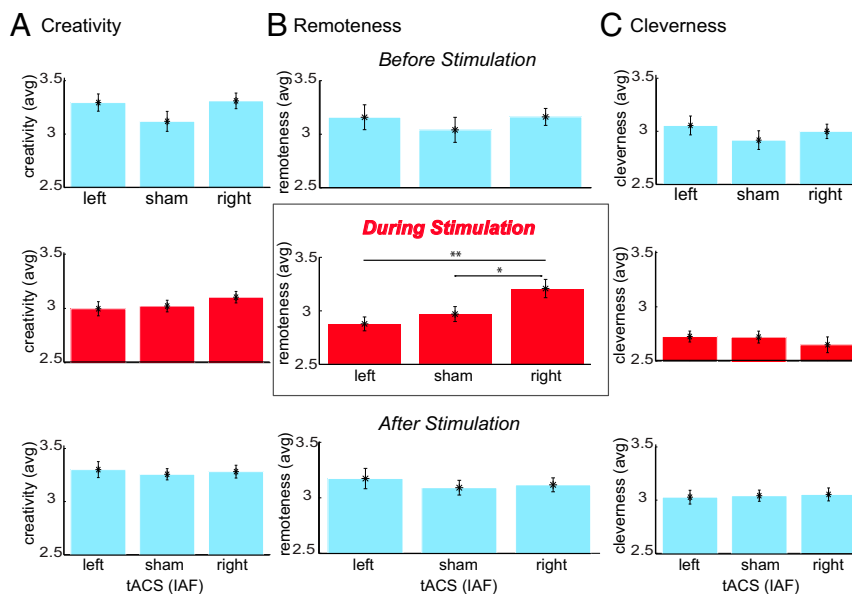 A Creativity B Remoteness C Cleverness
Before Stimulation
creativity (avg)
3.5
3
2.5
left sham right
remoteness (avg)
3.5
3
2.5
left sham right
cleverness (avg)
3.5
3
2.5
left sham right
During Stimulation
creativity (avg)
3.5
3
2.5
remoteness (avg)
3.5
3
2.5
** 
*
left sham right
cleverness (avg)
3.5
3
2.5
After Stimulation
creativity (avg)
3.5
3
2.5
left sham right
tACS (IAF)
remoteness (avg)
3.5
3
2.5
left sham right
tACS (IAF)
cleverness (avg)
3.5
3
2.5
left sham right
tACS (IAF)